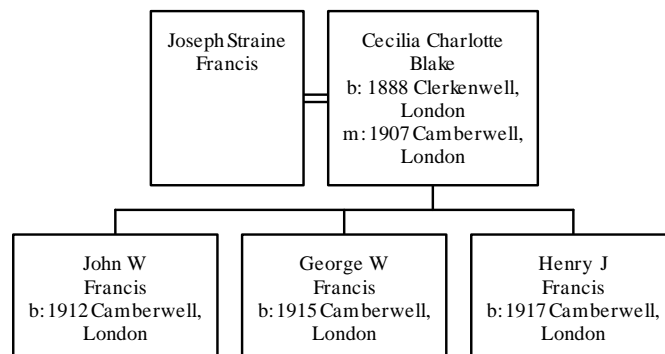 Joseph Straine
Francis
Cecilia Charlotte
Blake
b: 1888 Clerkenwell,
London
m: 1907 Camberwell,
London
John W
Francis
b: 1912 Camberwell,
London
George W
Francis
b: 1915 Camberwell,
London
Henry J
Francis
b: 1917 Camberwell,
London